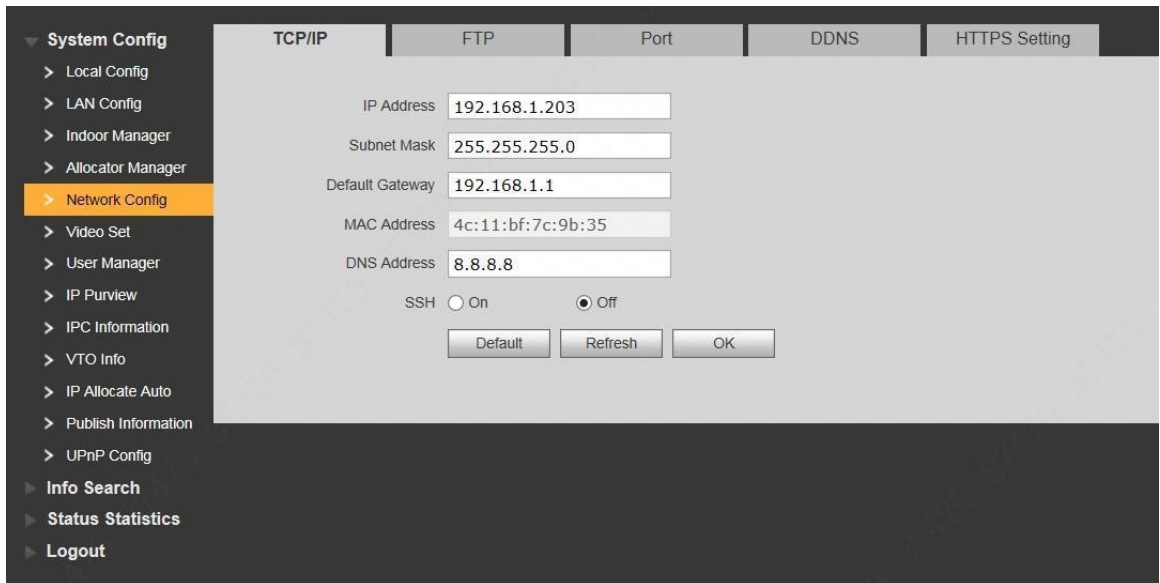 System Config
Local Config
LAN Config
Indoor Manager
Allocator Manager
Network Config
Video Set
User Manager
IP Purview
IPC Information
VTO Info
IP Allocate Auto
Publish Information
UPnP Config
Info Search
Status Statistics
Logout
TCP/IP FTP Port DDNS HTTPS Setting
IP Address 192.168.1.203
Subnet Mask 255.255.255.0
Default Gateway 192.168.1.1
MAC Address 4c:11:bf:7c:9b:35
DNS Address 8.8.8.8
SSH On Off
Default Refresh OK